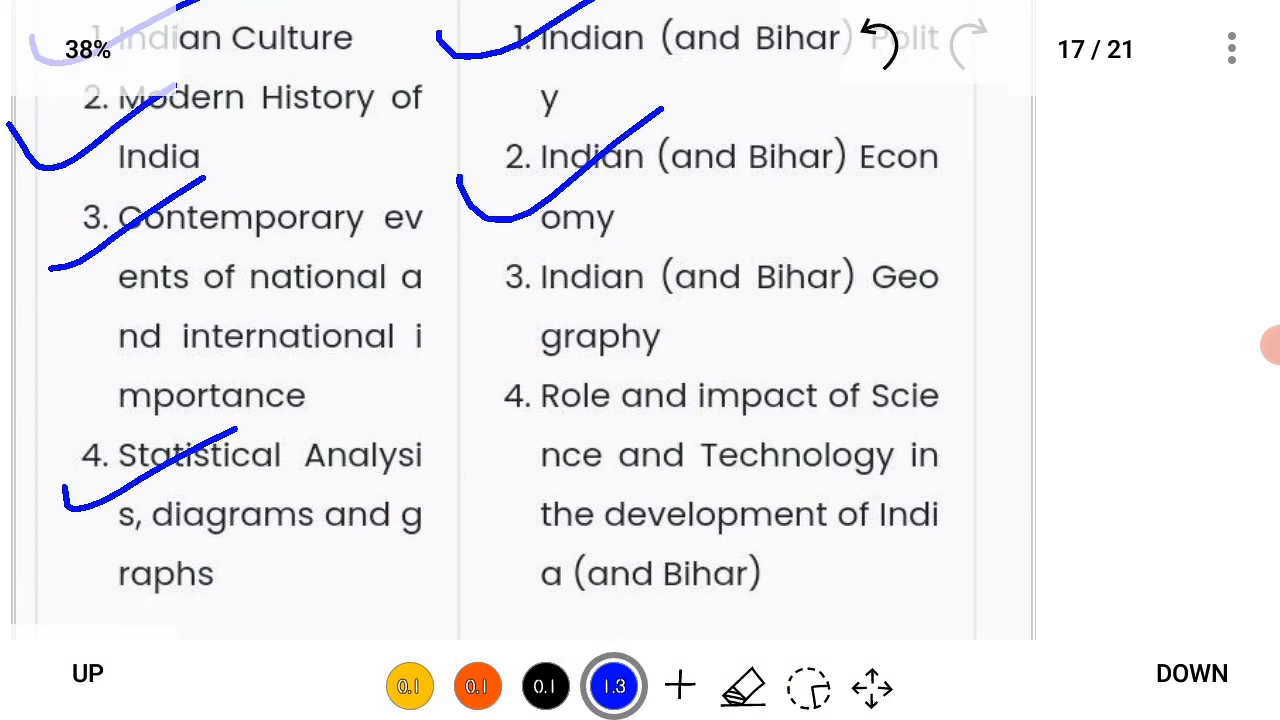 38%
17 / 21
1. Indian Culture
2. Modern History of
India
3. Contemporary ev
ents of national a
nd international i
mportance
4. Statistical Analysi
s, diagrams and g
raphs
1. Indian (and Bihar) Polit
y
2. Indian (and Bihar) Econ
omy
3. Indian (and Bihar) Geo
graphy
4. Role and impact of Scie
nce and Technology in
the development of Indi
a (and Bihar)
UP
0.1
0.1
0.1
1.3
DOWN